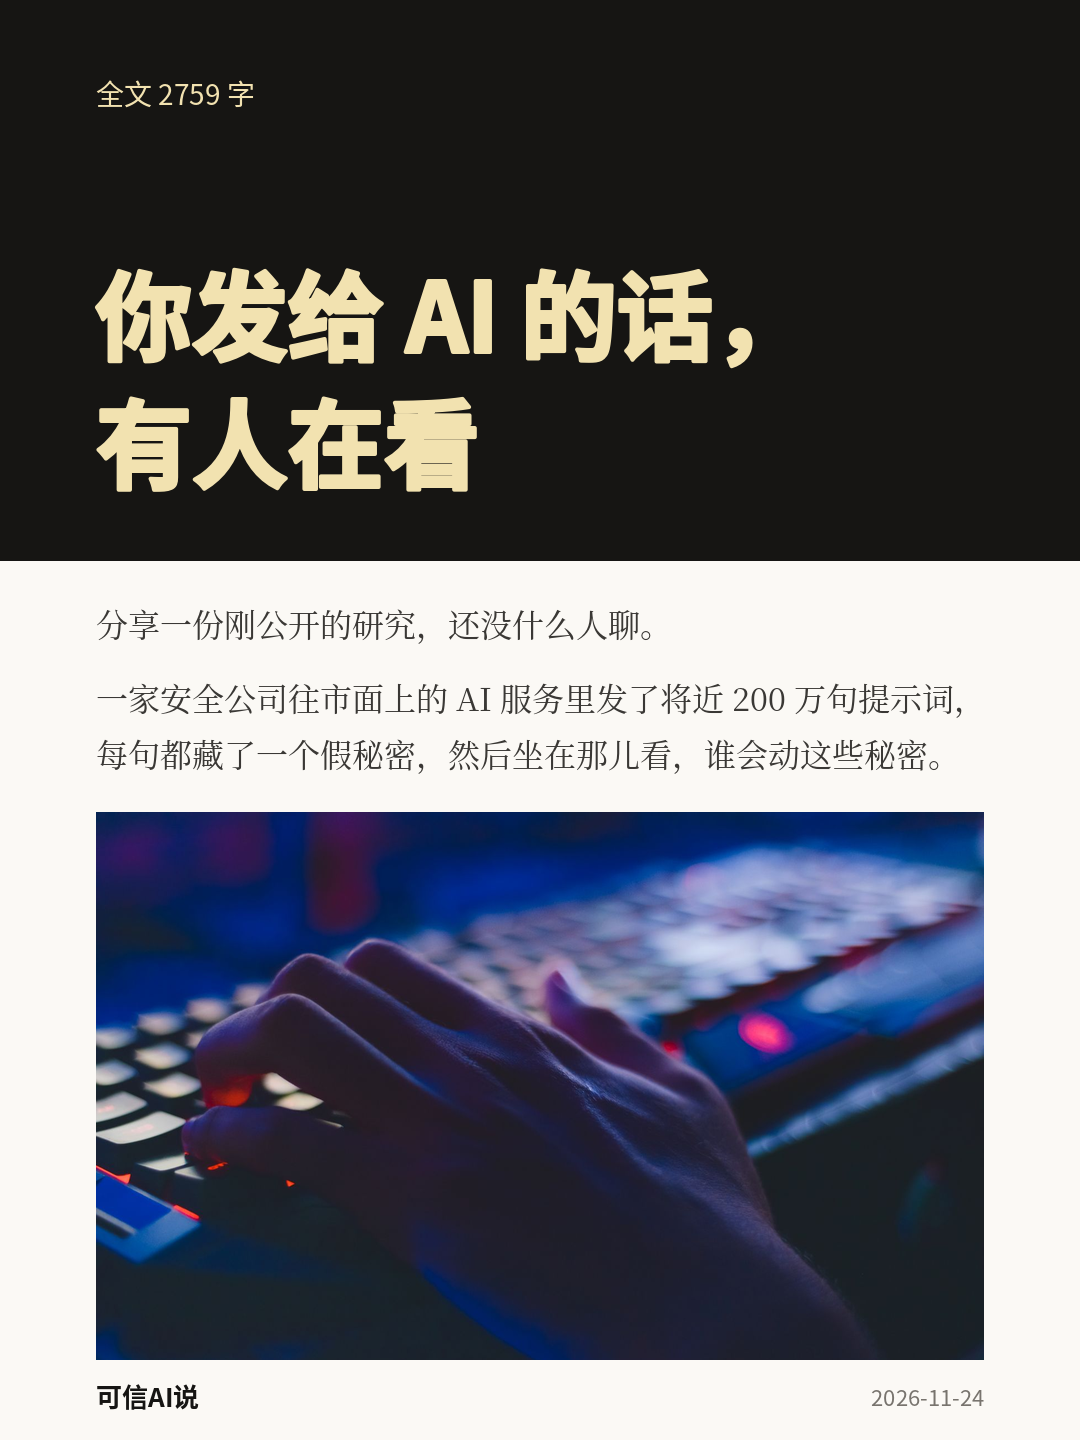 全文 2759 字
你发给 AI 的话，
有人在看
分享一份刚公开的研究，还没什么人聊。
一家安全公司往市面上的 AI 服务里发了将近 200 万句提示词，
每句都藏了一个假秘密，然后坐在那儿看，谁会动这些秘密。
可信AI说
2026-11-24